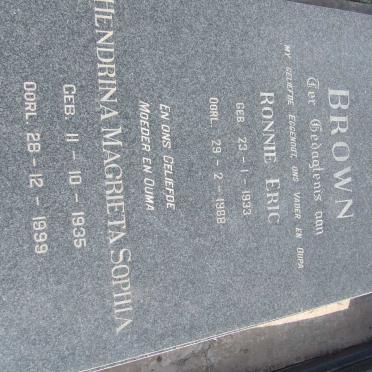 BROWN
Ter Gedagtenis aan
MY GELIEFDE EGGENOOT, ONS VADER EN OUPA
RONNIE ERIC
GEB. 23 - 1 - 1933
OORL. 29 - 2 - 1988
EN ONS GELIEFDE
MOEDER EN OUMA
HENDRINA MAGRIETA SOPHIA
GEB. 11 - 10 - 1935
OORL. 28 - 12 - 1999